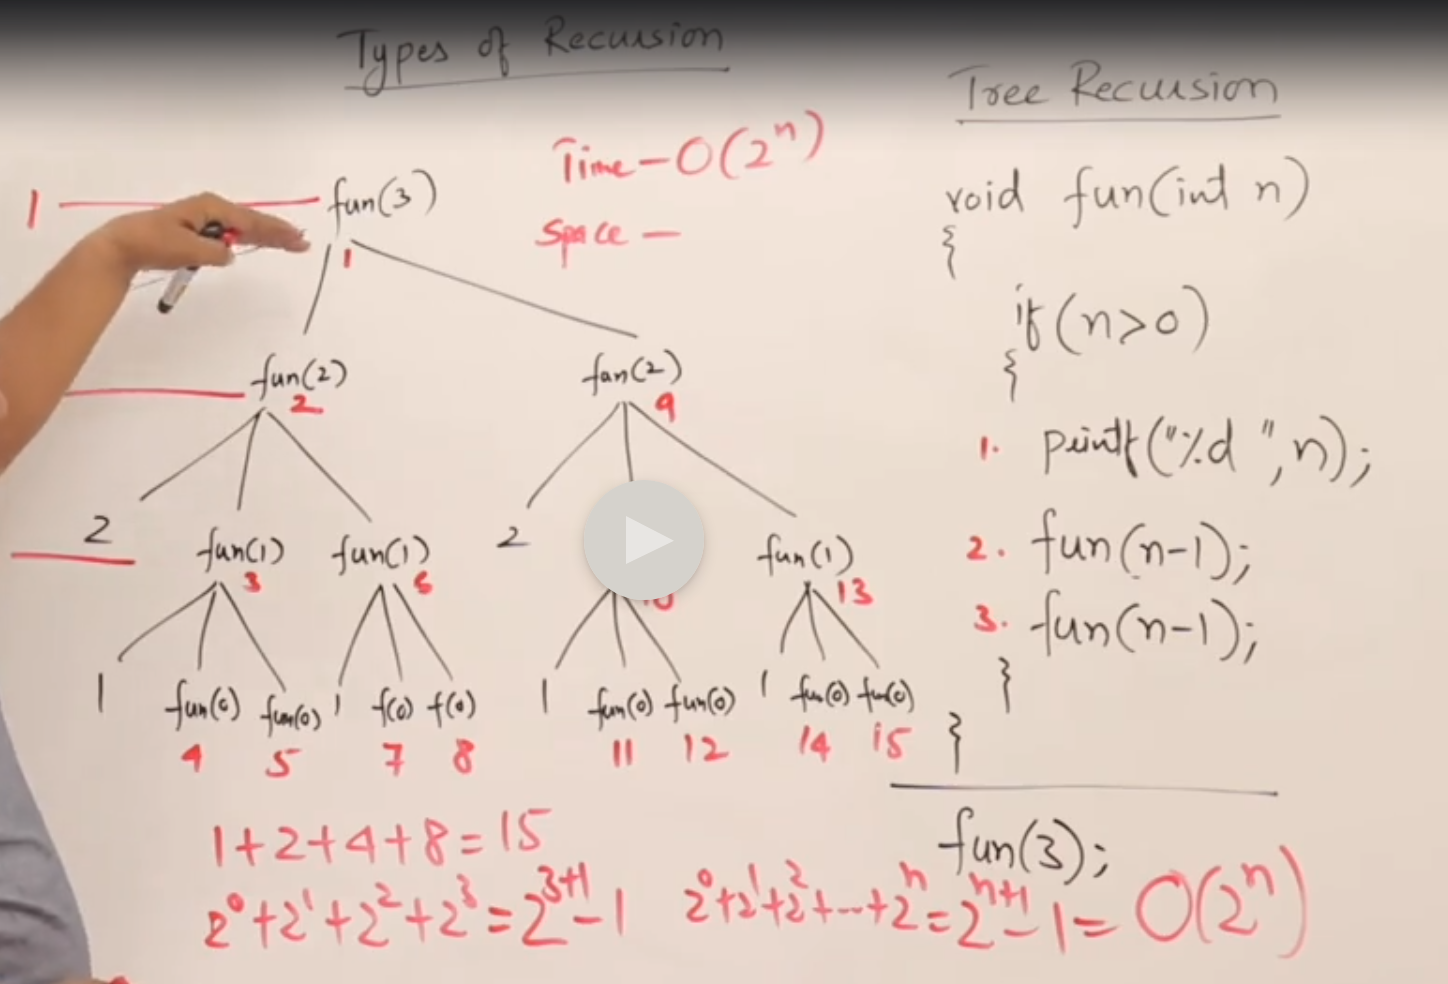 Types of Recursion
Time - O(2^n)
Space -
1
fun(3)
1
fun(2)
2
fun(2)
9
2
fun(1)
3
fun(1)
6
2
fun(1)
13
1
fun(0)
fun(0)
1
f(0)
f(0)
1
fun(0)
fun(0)
1
fun(0)
fun(0)
4
5
7
8
11
12
14
15
1+2+4+8=15
2^0+2^1+2^2+2^3=2^3+1-1
2^0+2^1+2^2+---+2^n=2^n+1-1=O(2^n)
Tree Recursion
void fun(int n)
{
if(n>0)
{
1. printf("%d ",n);
2. fun(n-1);
3. fun(n-1);
}
}
fun(3);